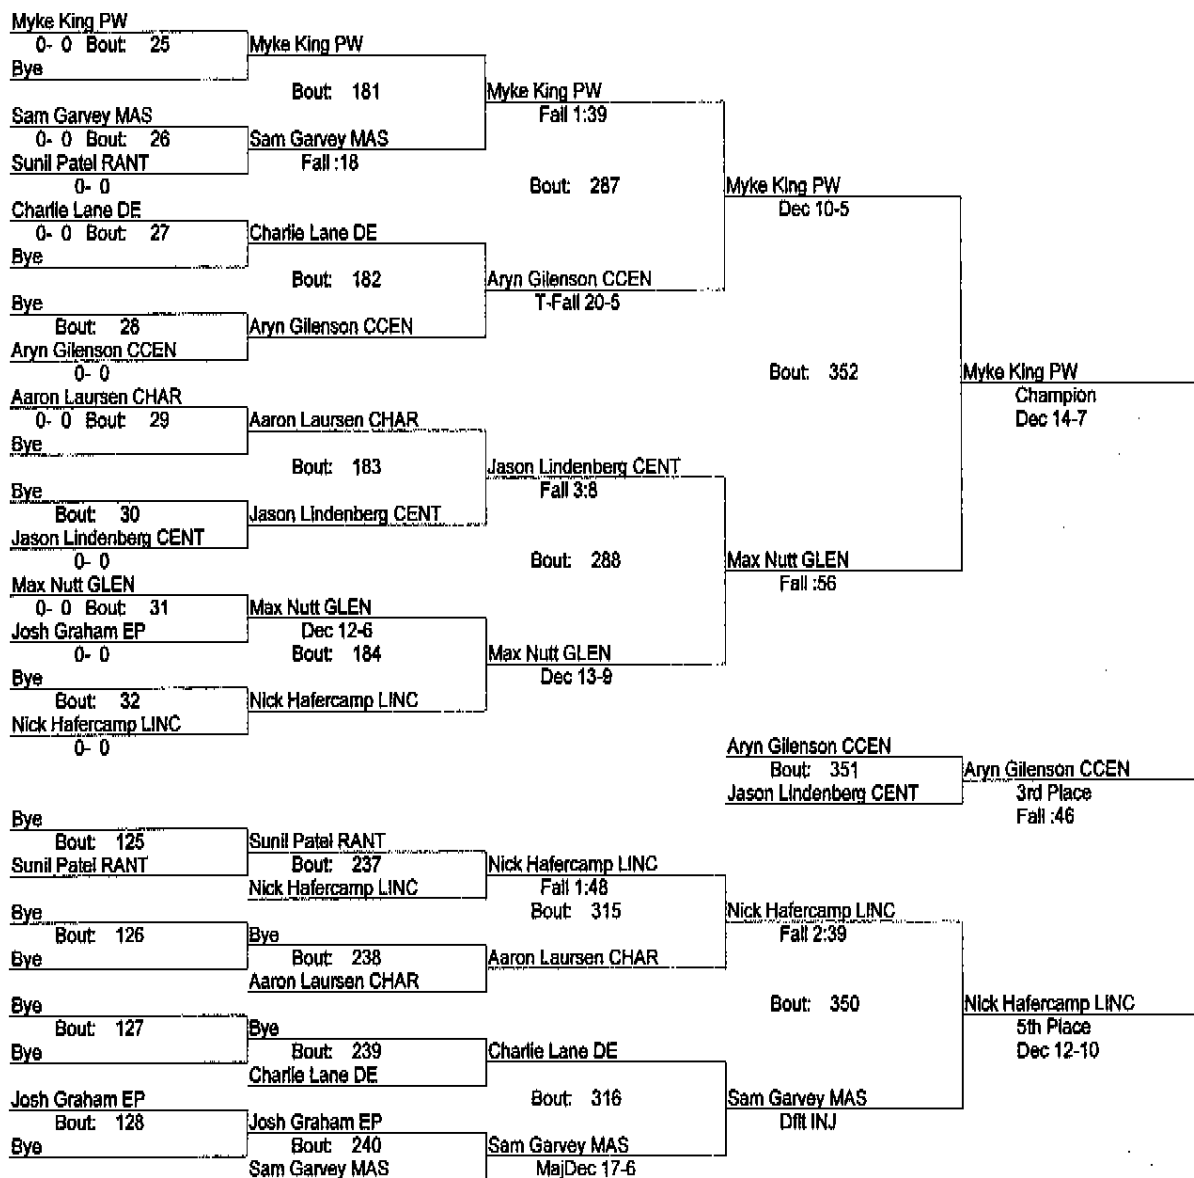 Myke King PW
0- 0 Bout: 25
Bye
Myke King PW
Bout: 181
Sam Garvey MAS
0- 0 Bout: 26
Sunil Patel RANT
0- 0
Sam Garvey MAS
Fall :18
Myke King PW
Fall 1:39
Bout: 287
Charlie Lane DE
0- 0 Bout: 27
Bye
Charlie Lane DE
Bout: 182
Bye
Bout: 28
Aryn Gilenson CCEN
0- 0
Aryn Gilenson CCEN
Aryn Gilenson CCEN
T-Fall 20-5
Myke King PW
Dec 10-5
Bout: 352
Aaron Laursen CHAR
0- 0 Bout: 29
Bye
Aaron Laursen CHAR
Bout: 183
Bye
Bout: 30
Jason Lindenberg CENT
0- 0
Jason Lindenberg CENT
Jason Lindenberg CENT
Fall 3:8
Bout: 288
Max Nutt GLEN
0- 0 Bout: 31
Josh Graham EP
0- 0
Max Nutt GLEN
Dec 12-6
Bout: 184
Bye
Bout: 32
Nick Hafercamp LINC
0- 0
Nick Hafercamp LINC
Max Nutt GLEN
Dec 13-9
Max Nutt GLEN
Fall :56
Myke King PW
Champion
Dec 14-7
Aryn Gilenson CCEN
Bout: 351
Jason Lindenberg CENT
Aryn Gilenson CCEN
3rd Place
Fall :46
Bye
Bout: 125
Sunil Patel RANT
Sunil Patel RANT
Bout: 237
Nick Hafercamp LINC
Nick Hafercamp LINC
Fall 1:48
Bout: 315
Bye
Bout: 126
Bye
Bye
Bout: 238
Aaron Laursen CHAR
Aaron Laursen CHAR
Nick Hafercamp LINC
Fall 2:39
Bout: 350
Bye
Bout: 127
Bye
Bye
Bout: 239
Charlie Lane DE
Charlie Lane DE
Bout: 316
Josh Graham EP
Bout: 128
Bye
Josh Graham EP
Bout: 240
Sam Garvey MAS
Sam Garvey MAS
MajDec 17-6
Sam Garvey MAS
Dflt INJ
Nick Hafercamp LINC
5th Place
Dec 12-10